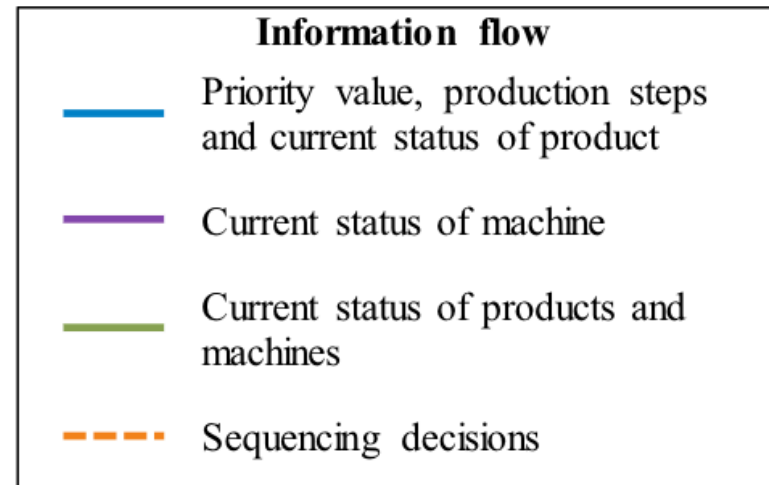 Information flow
Priority value, production steps
and current status of product
Current status of machine
Current status of products and
machines
Sequencing decisions